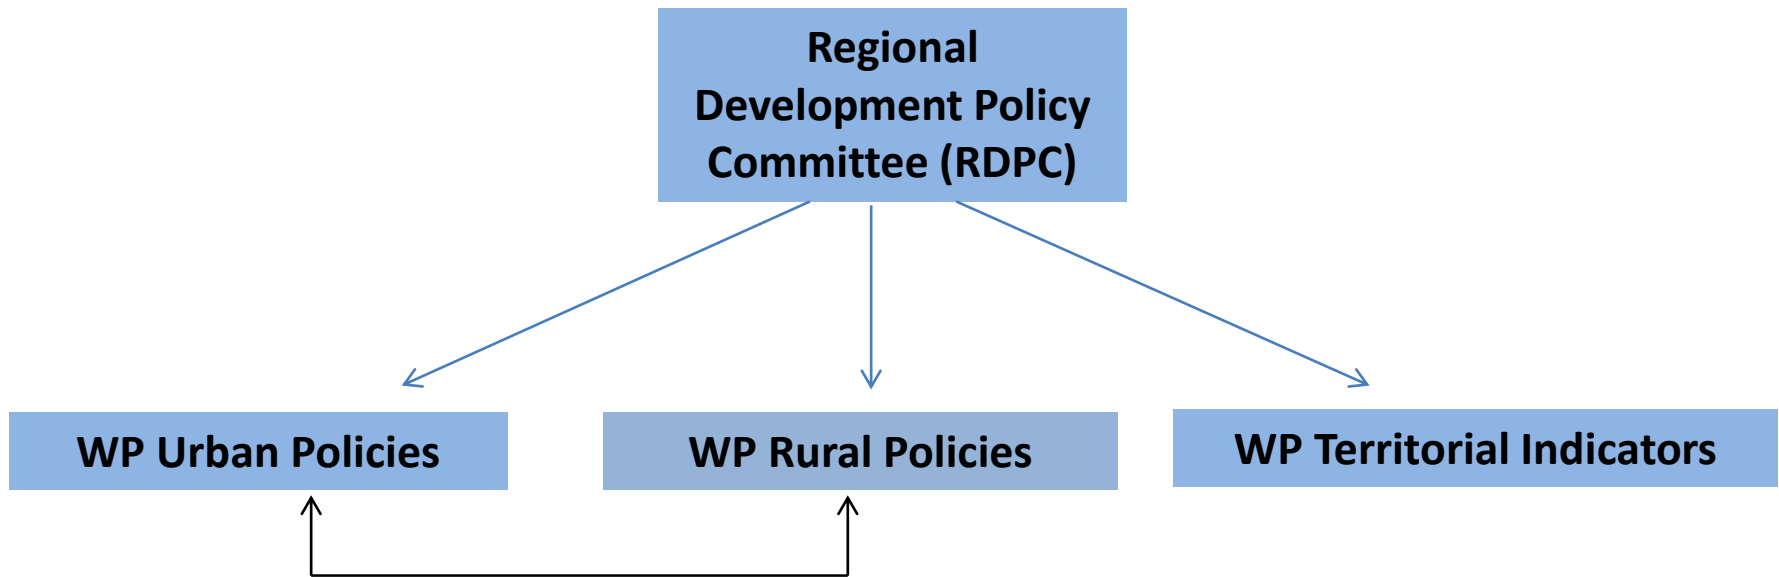 Regional
Development Policy
Committee (RDPC)
WP Urban Policies
WP Rural Policies
WP Territorial Indicators